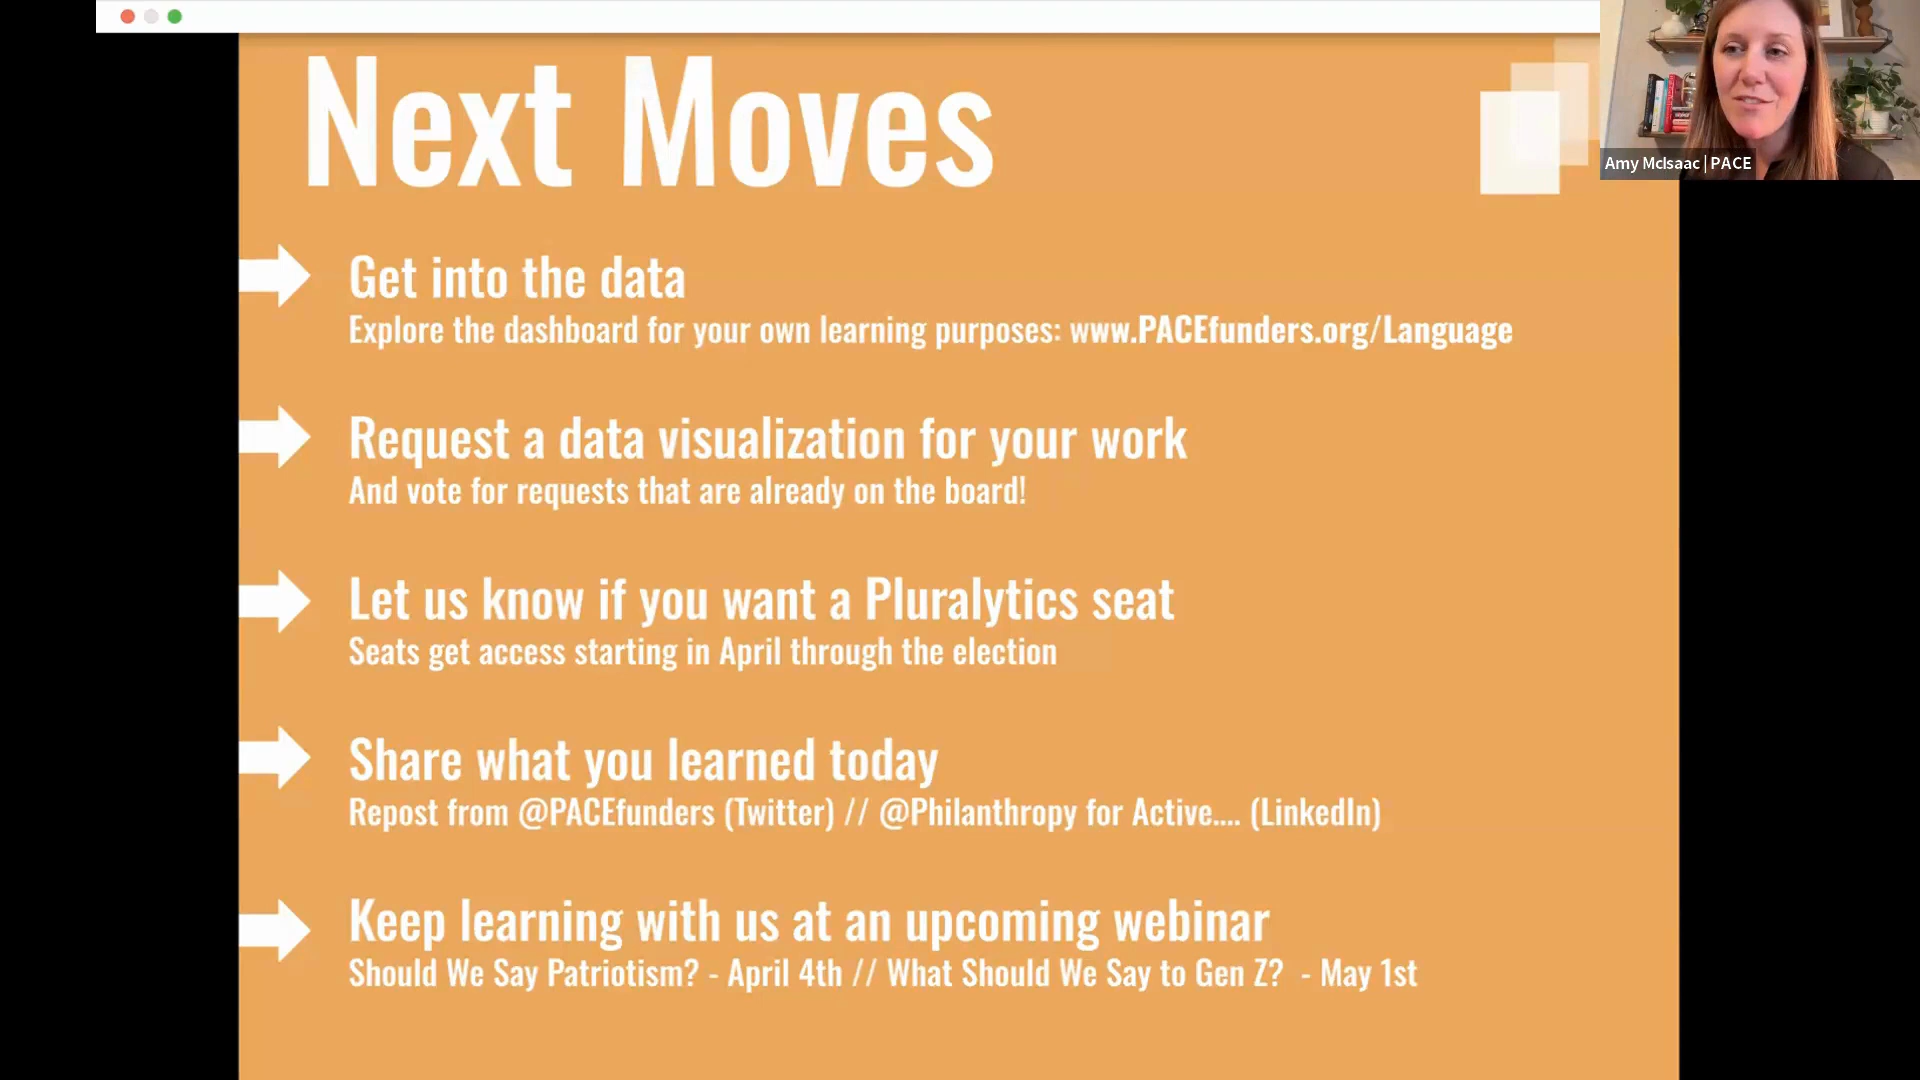 Next Moves
Amy McIsaac | PACE
Get into the data
Explore the dashboard for your own learning purposes: www.PACEfunders.org/Language
Request a data visualization for your work
And vote for requests that are already on the board!
Let us know if you want a Pluralytics seat
Seats get access starting in April through the election
Share what you learned today
Repost from @PACEfunders (Twitter) // @Philanthropy for Active.... (LinkedIn)
Keep learning with us at an upcoming webinar
Should We Say Patriotism? - April 4th // What Should We Say to Gen Z?  - May 1st